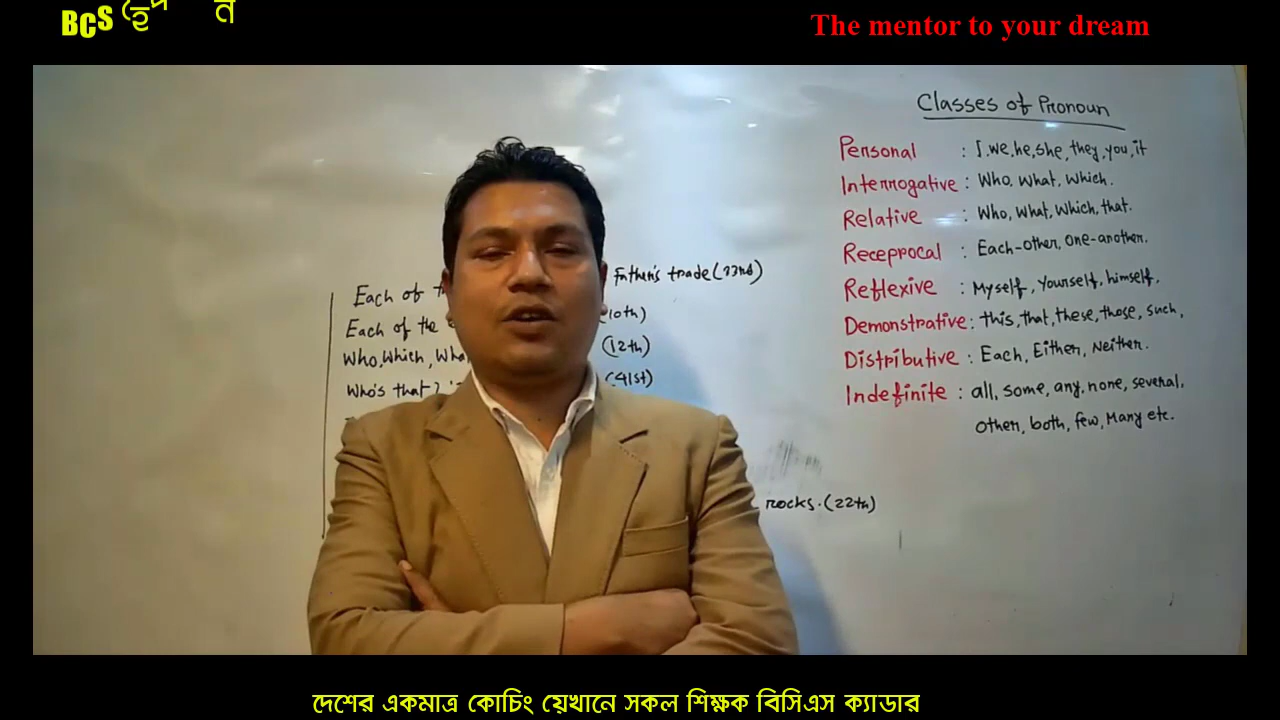 BCS
The mentor to your dream
Classes of Pronoun
Personal : I, we, he, she, they, you, it
Interrogative : Who, What, Which.
Relative : Who, What, Which, that.
Receprocal : Each-other, One-another.
Reflexive : Myself, Yourself, himself.
Demonstrative : this, that, these, those, such,
Distributive : Each, Either, Neither.
Indefinite : all, some, any, none, several,
Other, both, few, Many etc.
Each of Father's trade
Each of the (10th)
Who, Which, (12th)
Who's that? (41st)
rocks. (22th)
দেশের একমাত্র কোচিং যেখানে সকল শিক্ষক বিসিএস ক্যাডার